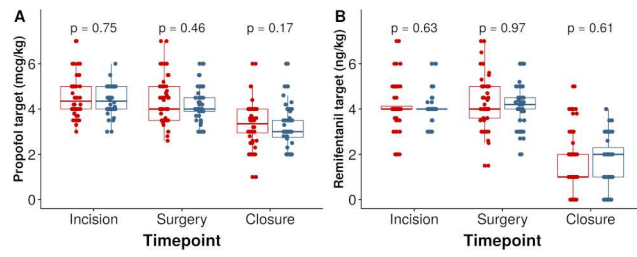 A
p = 0.75 p = 0.46 p = 0.17
Propofol target (mcg/kg)
6
4
2
0
Incision Surgery Closure
Timepoint
B
p = 0.63 p = 0.97 p = 0.61
Remifentanil target (ng/kg)
6
4
2
0
Incision Surgery Closure
Timepoint